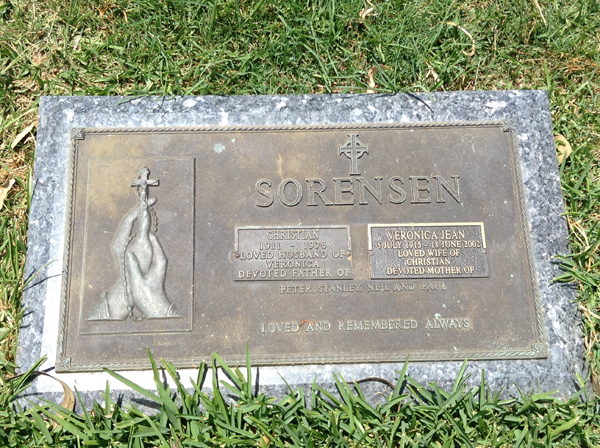 SORENSEN
CHRISTIAN
1911 - 1976
LOVED HUSBAND OF
VERONICA
DEVOTED FATHER OF
VERONICA JEAN
5 JULY 1915 - 18 JUNE 2002
LOVED WIFE OF
CHRISTIAN
DEVOTED MOTHER OF
PETER, STANLEY, NEIL AND PAUL
LOVED AND REMEMBERED ALWAYS